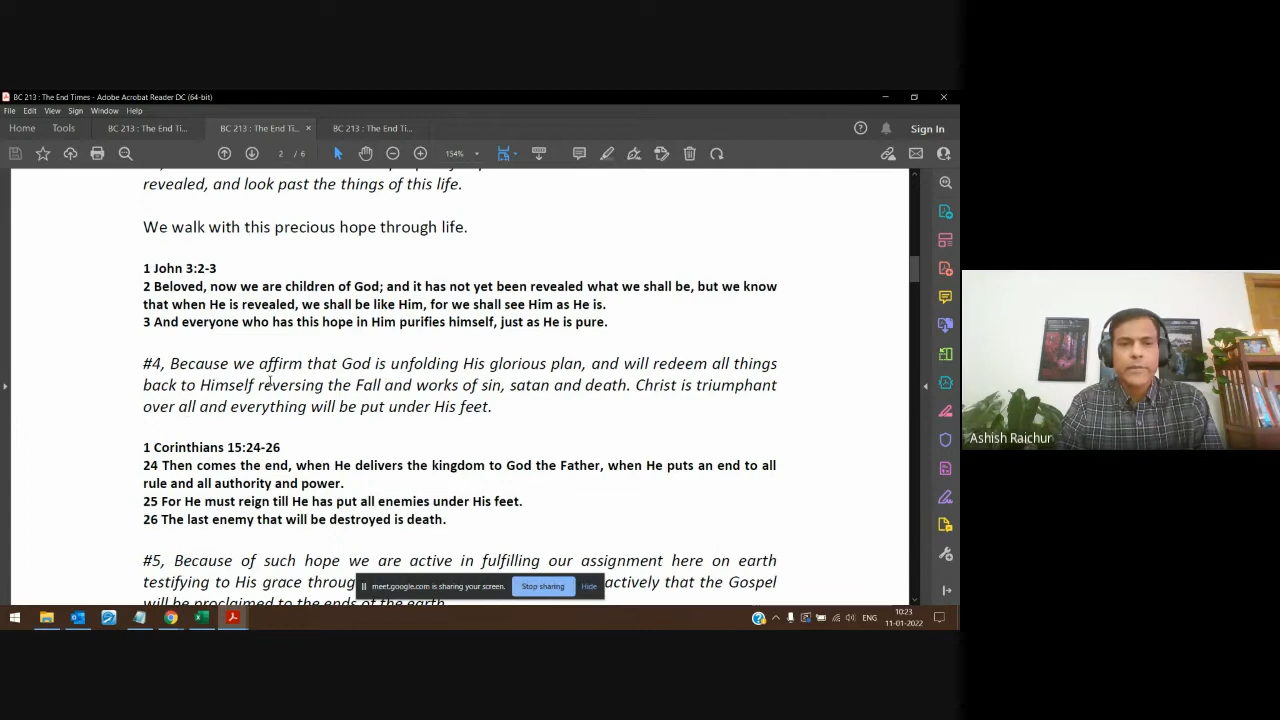 BC 213 : The End Times - Adobe Acrobat Reader DC (64-bit)
File Edit View Sign Window Help
Home Tools BC 213 : The End Ti... BC 213 : The End Ti... × BC 213 : The End Ti... Sign In
2 / 6 154%
revealed, and look past the things of this life.
We walk with this precious hope through life.
1 John 3:2-3
2 Beloved, now we are children of God; and it has not yet been revealed what we shall be, but we know
that when He is revealed, we shall be like Him, for we shall see Him as He is.
3 And everyone who has this hope in Him purifies himself, just as He is pure.
#4, Because we affirm that God is unfolding His glorious plan, and will redeem all things
back to Himself reversing the Fall and works of sin, satan and death. Christ is triumphant
over all and everything will be put under His feet.
1 Corinthians 15:24-26
24 Then comes the end, when He delivers the kingdom to God the Father, when He puts an end to all
rule and all authority and power.
25 For He must reign till He has put all enemies under His feet.
26 The last enemy that will be destroyed is death.
#5, Because of such hope we are active in fulfilling our assignment here on earth
testifying to His grace throug actively that the Gospel
will be proclaimed to the ends of the earth
meet.google.com is sharing your screen. Stop sharing Hide
ENG 10:23
11-01-2022
Ashish Raichur